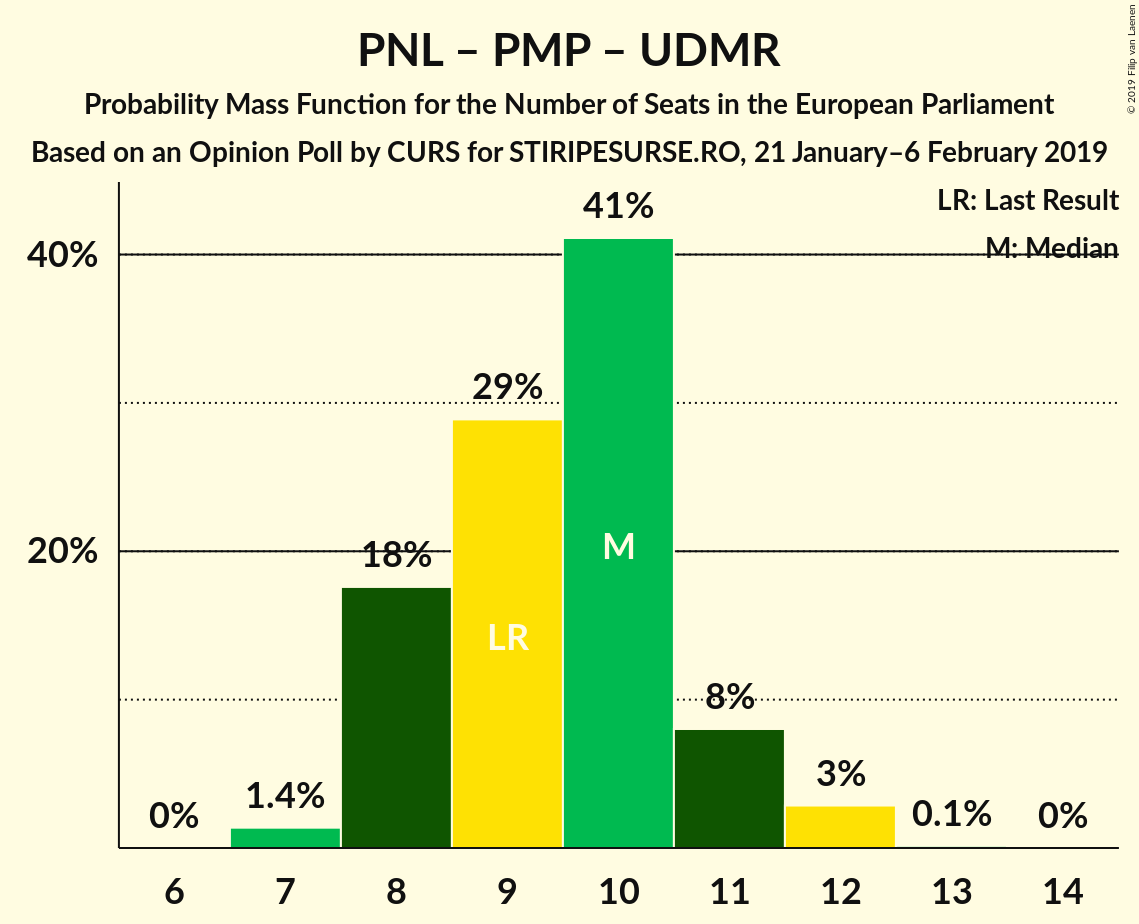 PNL – PMP – UDMR
Probability Mass Function for the Number of Seats in the European Parliament
Based on an Opinion Poll by CURS for STIRIPESURSE.RO, 21 January–6 February 2019
© 2019 Filip van Laenen
LR: Last Result
M: Median
40%
20%
0%
1.4%
18%
29%
41%
8%
3%
0.1%
0%
LR
M
6 7 8 9 10 11 12 13 14